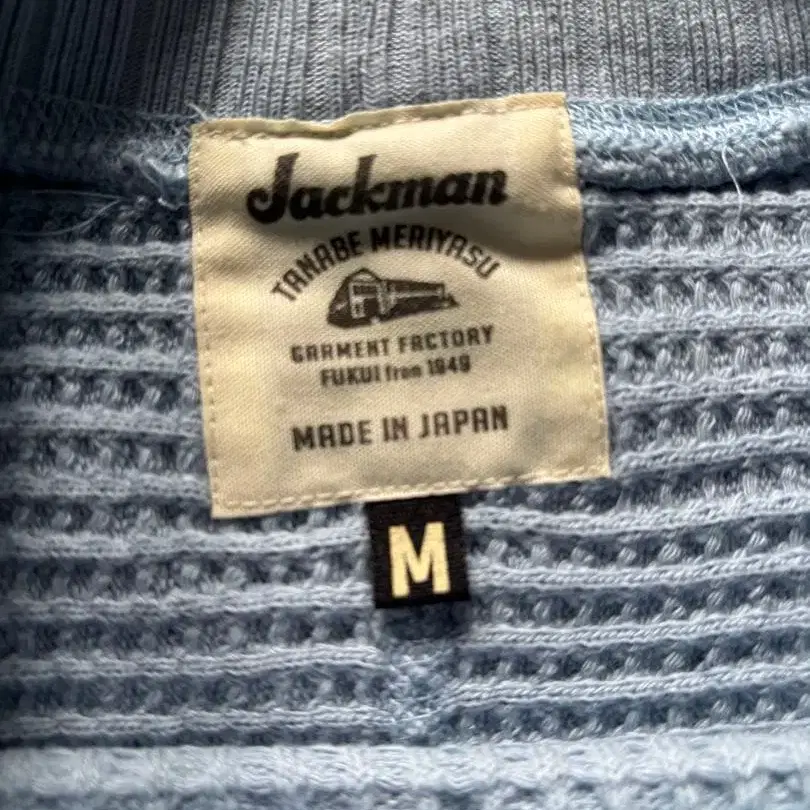 Jackman
TANABE MERIYASU
GARMENT FACTORY
FUKUI from 1949
MADE IN JAPAN
M